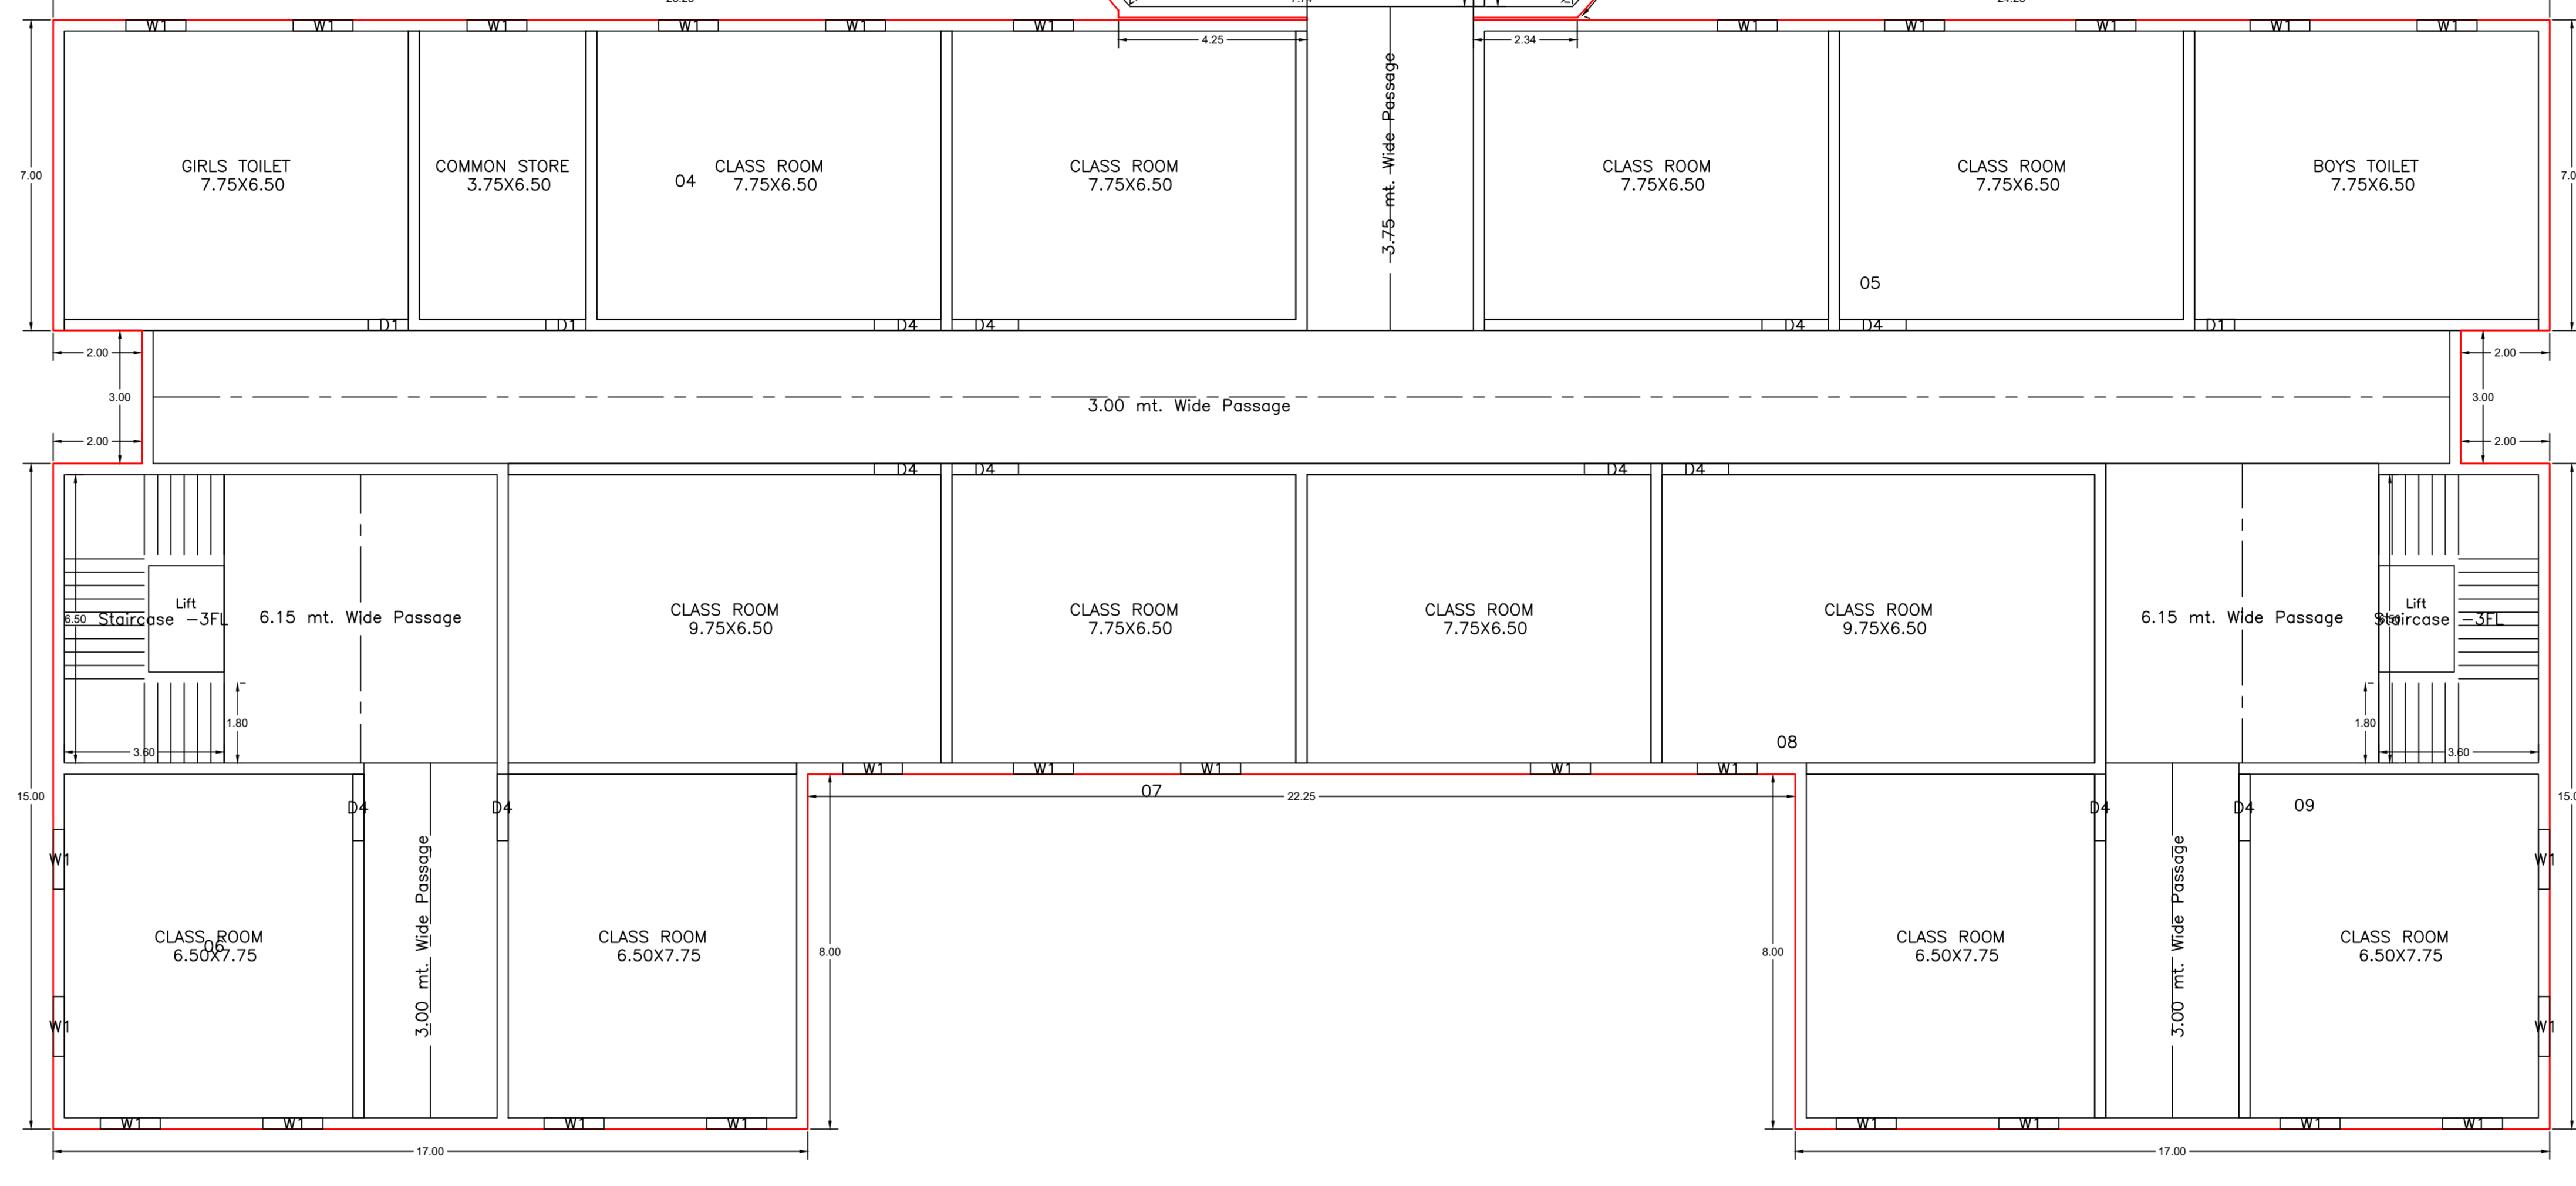 W1 W1 W1 W1 W1 W1 W1 W1 W1 W1 W1
4.25
2.34
7.00
GIRLS TOILET
7.75X6.50
COMMON STORE
3.75X6.50
CLASS ROOM
04 7.75X6.50
CLASS ROOM
7.75X6.50
3.75 mt. Wide Passage
CLASS ROOM
7.75X6.50
CLASS ROOM
7.75X6.50
05
BOYS TOILET
7.75X6.50
D1 D1 D4 D4 D4 D4 D1
2.00
2.00
3.00
3.00 mt. Wide Passage
3.00
2.00
2.00
D4 D4 D4 D4
15.00
6.50
Lift
Staircase -3FL
1.80
3.60
6.15 mt. Wide Passage
CLASS ROOM
9.75X6.50
CLASS ROOM
7.75X6.50
CLASS ROOM
7.75X6.50
CLASS ROOM
9.75X6.50
08
6.15 mt. Wide Passage
Lift
Staircase -3FL
1.80
3.60
W1 W1 W1 W1 W1
07
22.25
D4 D4 D4 D4
09
W1
W1
CLASS ROOM
06
6.50X7.75
3.00 mt. Wide Passage
CLASS ROOM
6.50X7.75
8.00
8.00
CLASS ROOM
6.50X7.75
3.00 mt. Wide Passage
CLASS ROOM
6.50X7.75
W1
W1
W1 W1 W1 W1 W1 W1 W1 W1
17.00
17.00